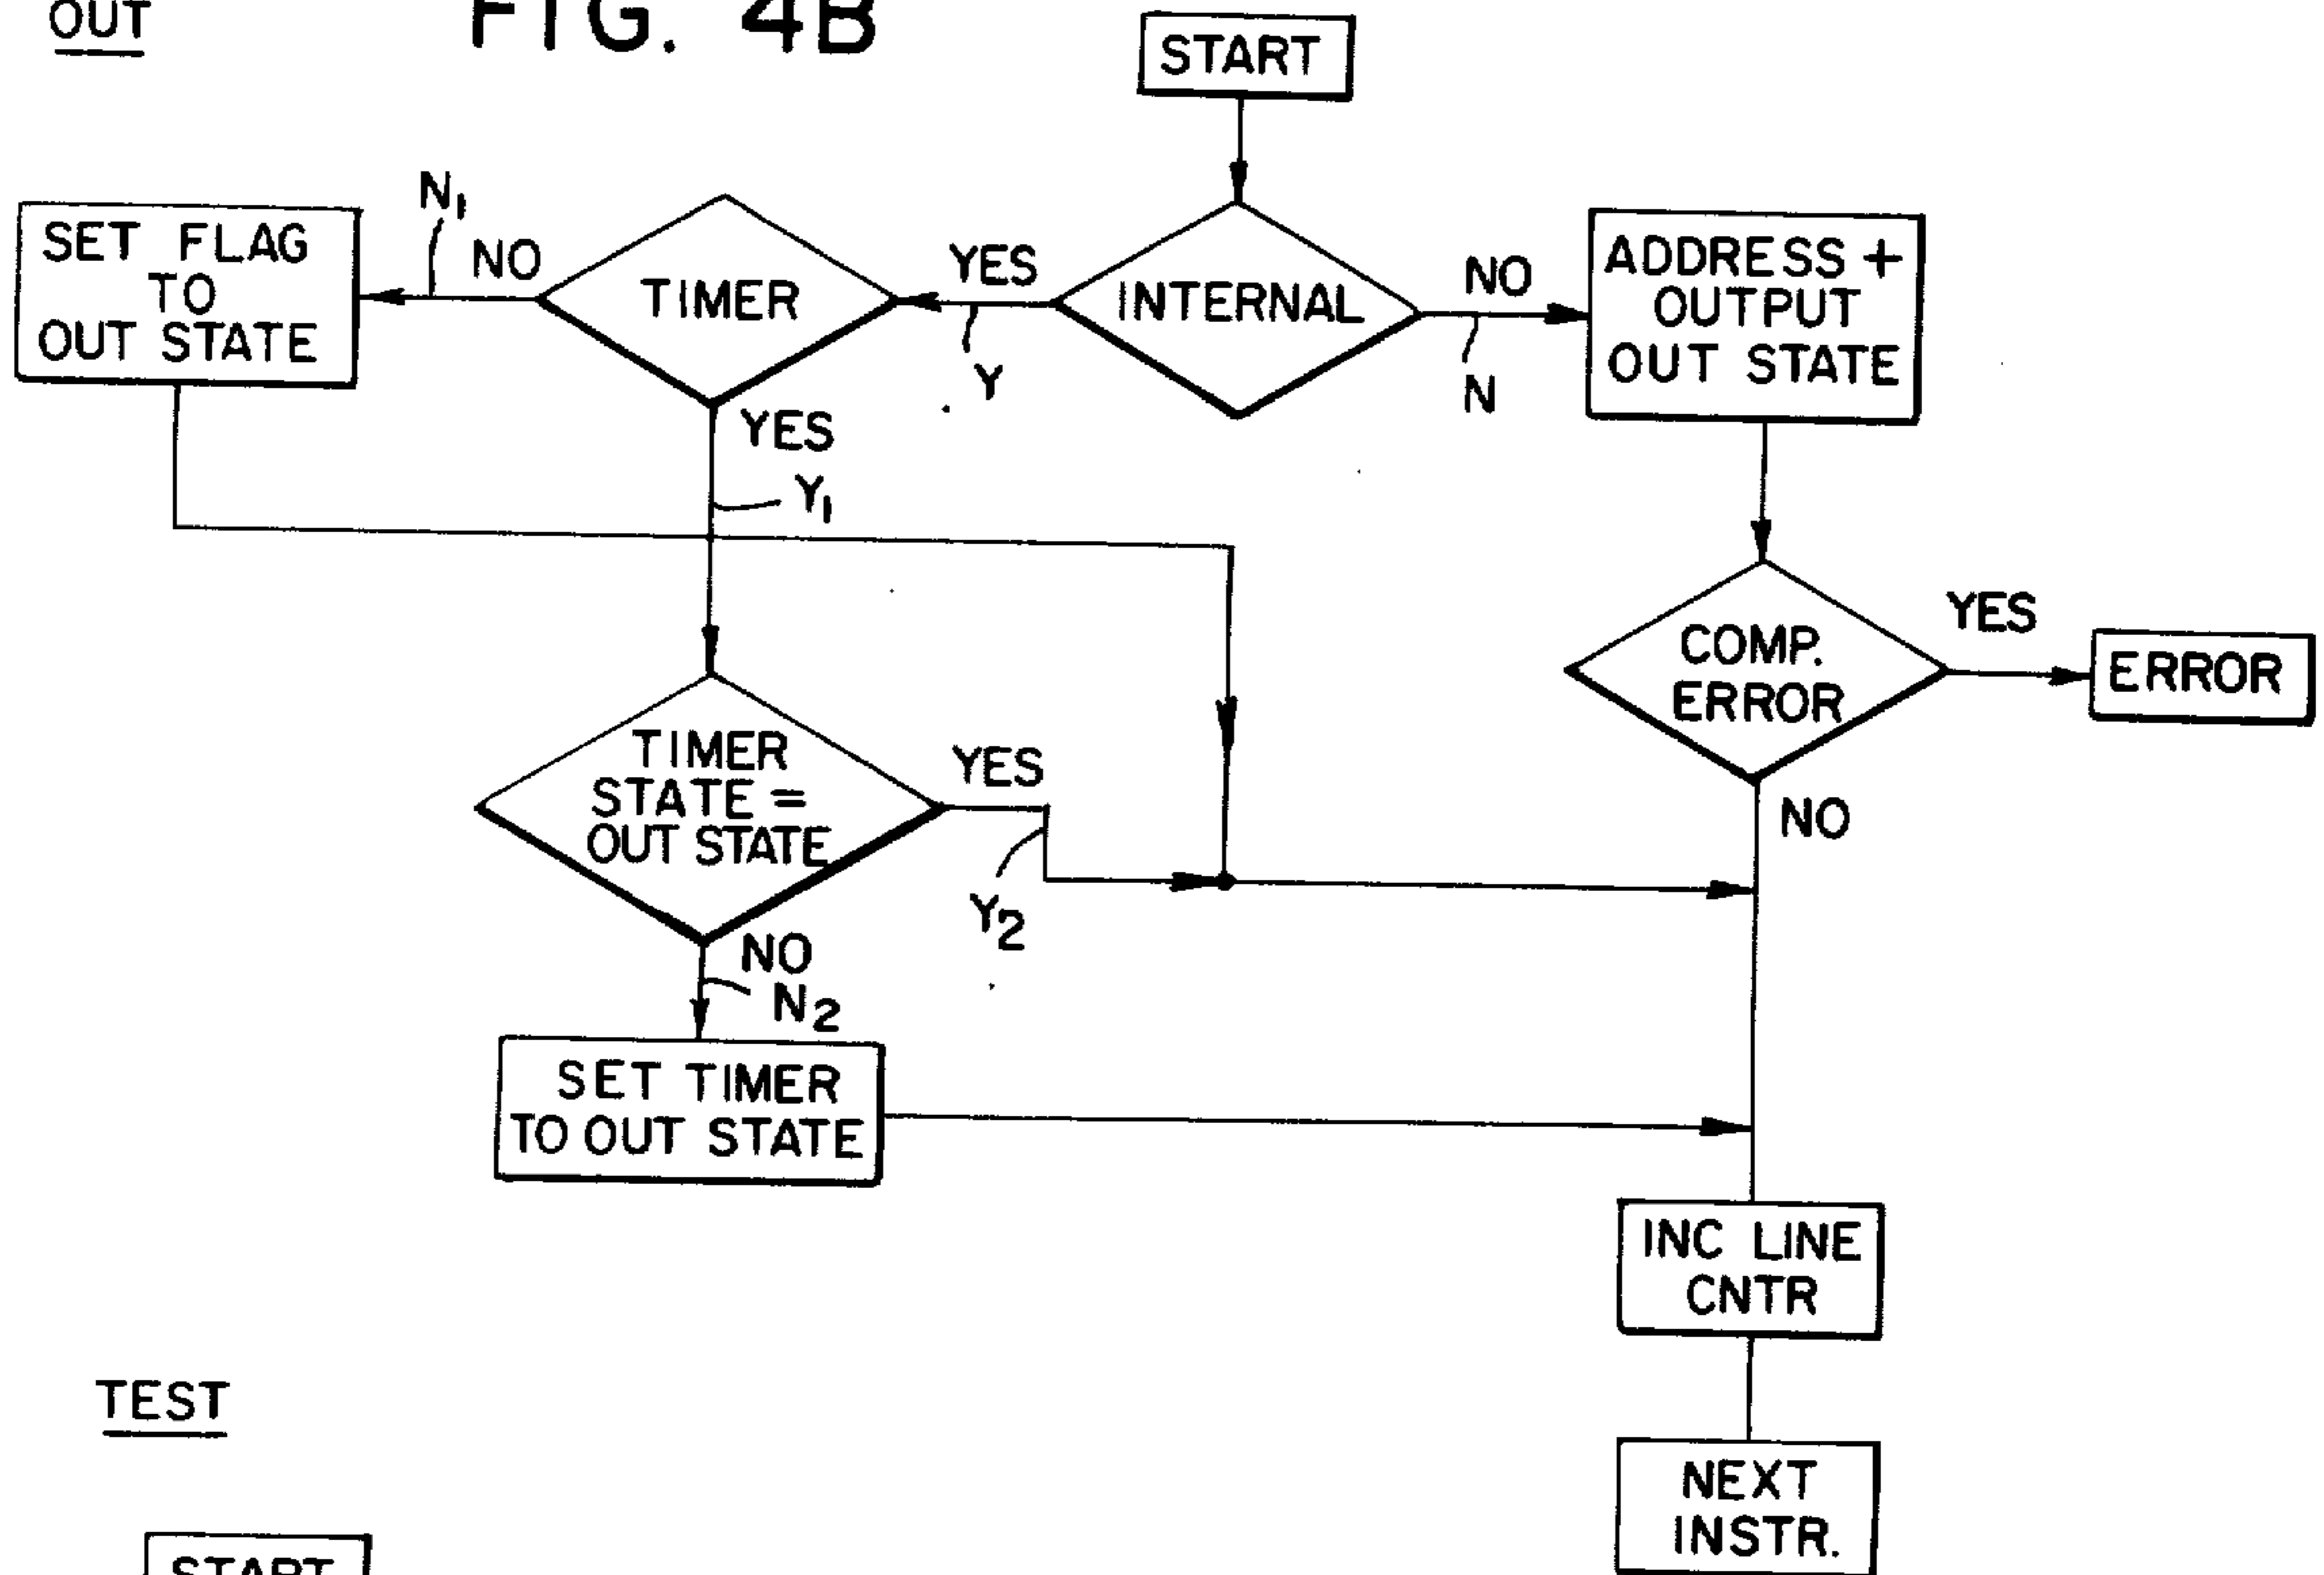 OUT
FIG. 4B
START
N1
SET FLAG
TO
OUT STATE
NO
TIMER
YES
Y
INTERNAL
NO
N
ADDRESS +
OUTPUT
OUT STATE
YES
Y1
COMP.
ERROR
YES
ERROR
TIMER
STATE =
OUT STATE
YES
Y2
NO
NO
N2
SET TIMER
TO OUT STATE
INC LINE
CNTR
TEST
NEXT
INSTR.
START